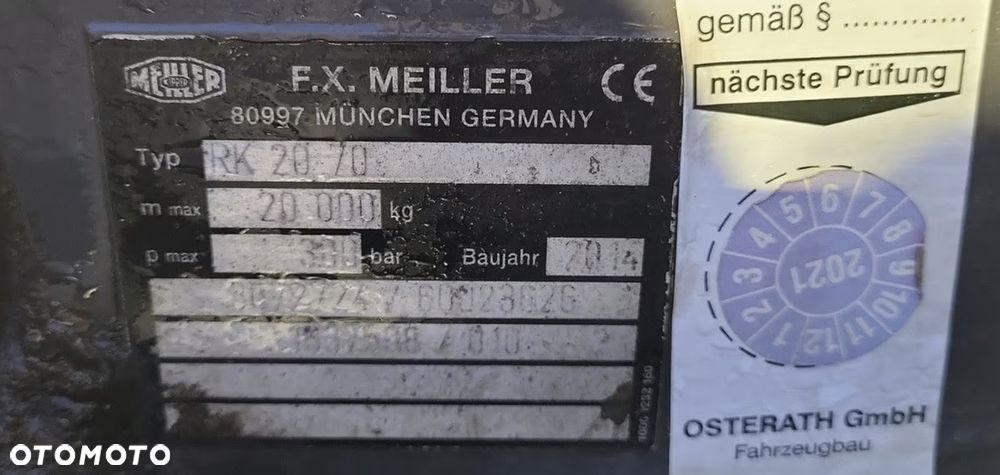 MEILLER
KIPPER
F.X. MEILLER
CE
80997 MÜNCHEN GERMANY
Typ RK 20.70
m max 20 000 kg
p max bar Baujahr 2014
/ 010
gemäß § ..............
nächste Prüfung
1 2 3 4 5 6 7 8 9 10 11 12
2021
OSTERATH GmbH
Fahrzeugbau
OTOMOTO